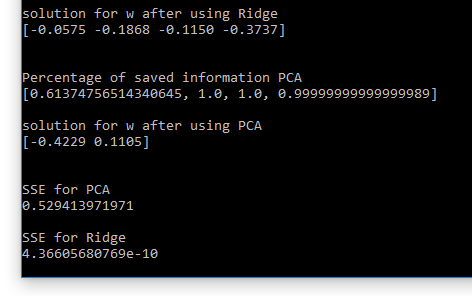 solution for w after using Ridge
[-0.0575 -0.1868 -0.1150 -0.3737]
Percentage of saved information PCA
[0.61374756514340645, 1.0, 1.0, 0.99999999999999989]
solution for w after using PCA
[-0.4229 0.1105]
SSE for PCA
0.529413971971
SSE for Ridge
4.36605680769e-10